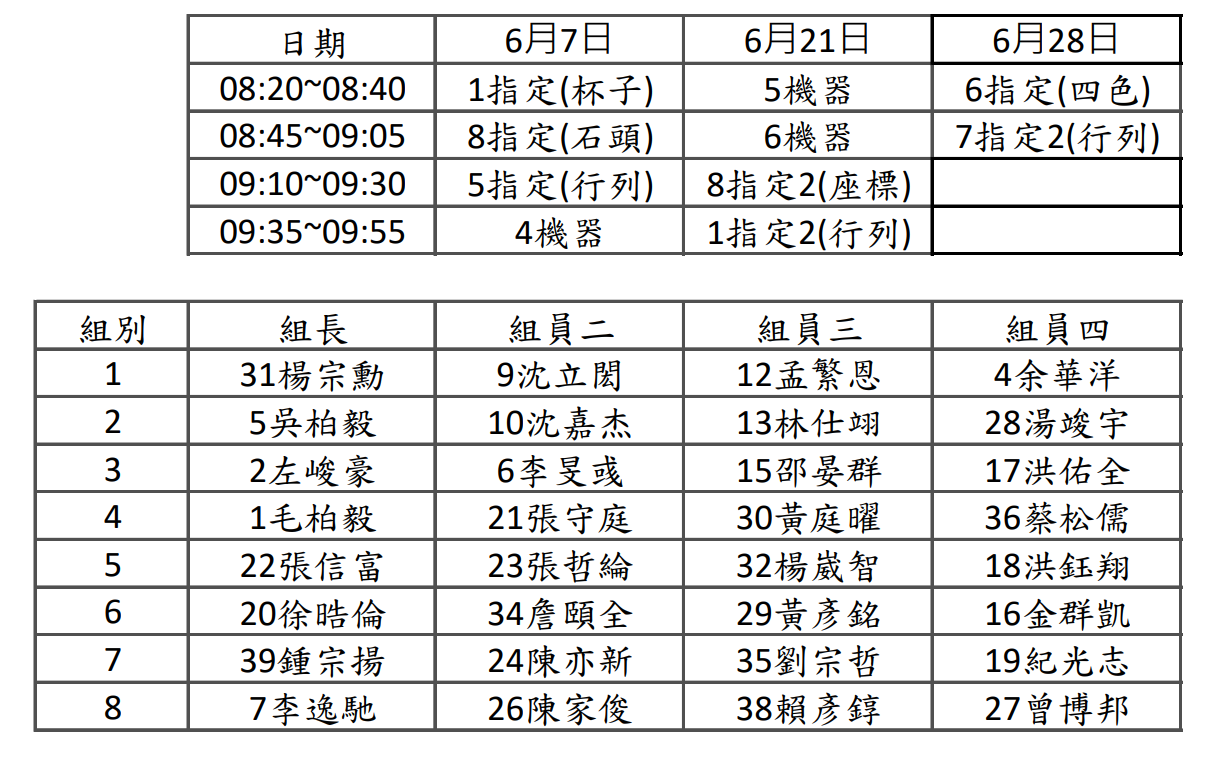 日期 6月7日 6月21日 6月28日
08:20~08:40 1指定(杯子) 5機器 6指定(四色)
08:45~09:05 8指定(石頭) 6機器 7指定2(行列)
09:10~09:30 5指定(行列) 8指定2(座標)
09:35~09:55 4機器 1指定2(行列)
組別 組長 組員二 組員三 組員四
1 31楊宗勳 9沈立閎 12孟繁恩 4余華洋
2 5吳柏毅 10沈嘉杰 13林仕翊 28湯竣宇
3 2左峻豪 6李旻彧 15邵晏群 17洪佑全
4 1毛柏毅 21張守庭 30黃庭曜 36蔡松儒
5 22張信富 23張哲綸 32楊崴智 18洪鈺翔
6 20徐晧倫 34詹頤全 29黃彥銘 16金群凱
7 39鍾宗揚 24陳亦新 35劉宗哲 19紀光志
8 7李逸馳 26陳家俊 38賴彥錞 27曾博邦